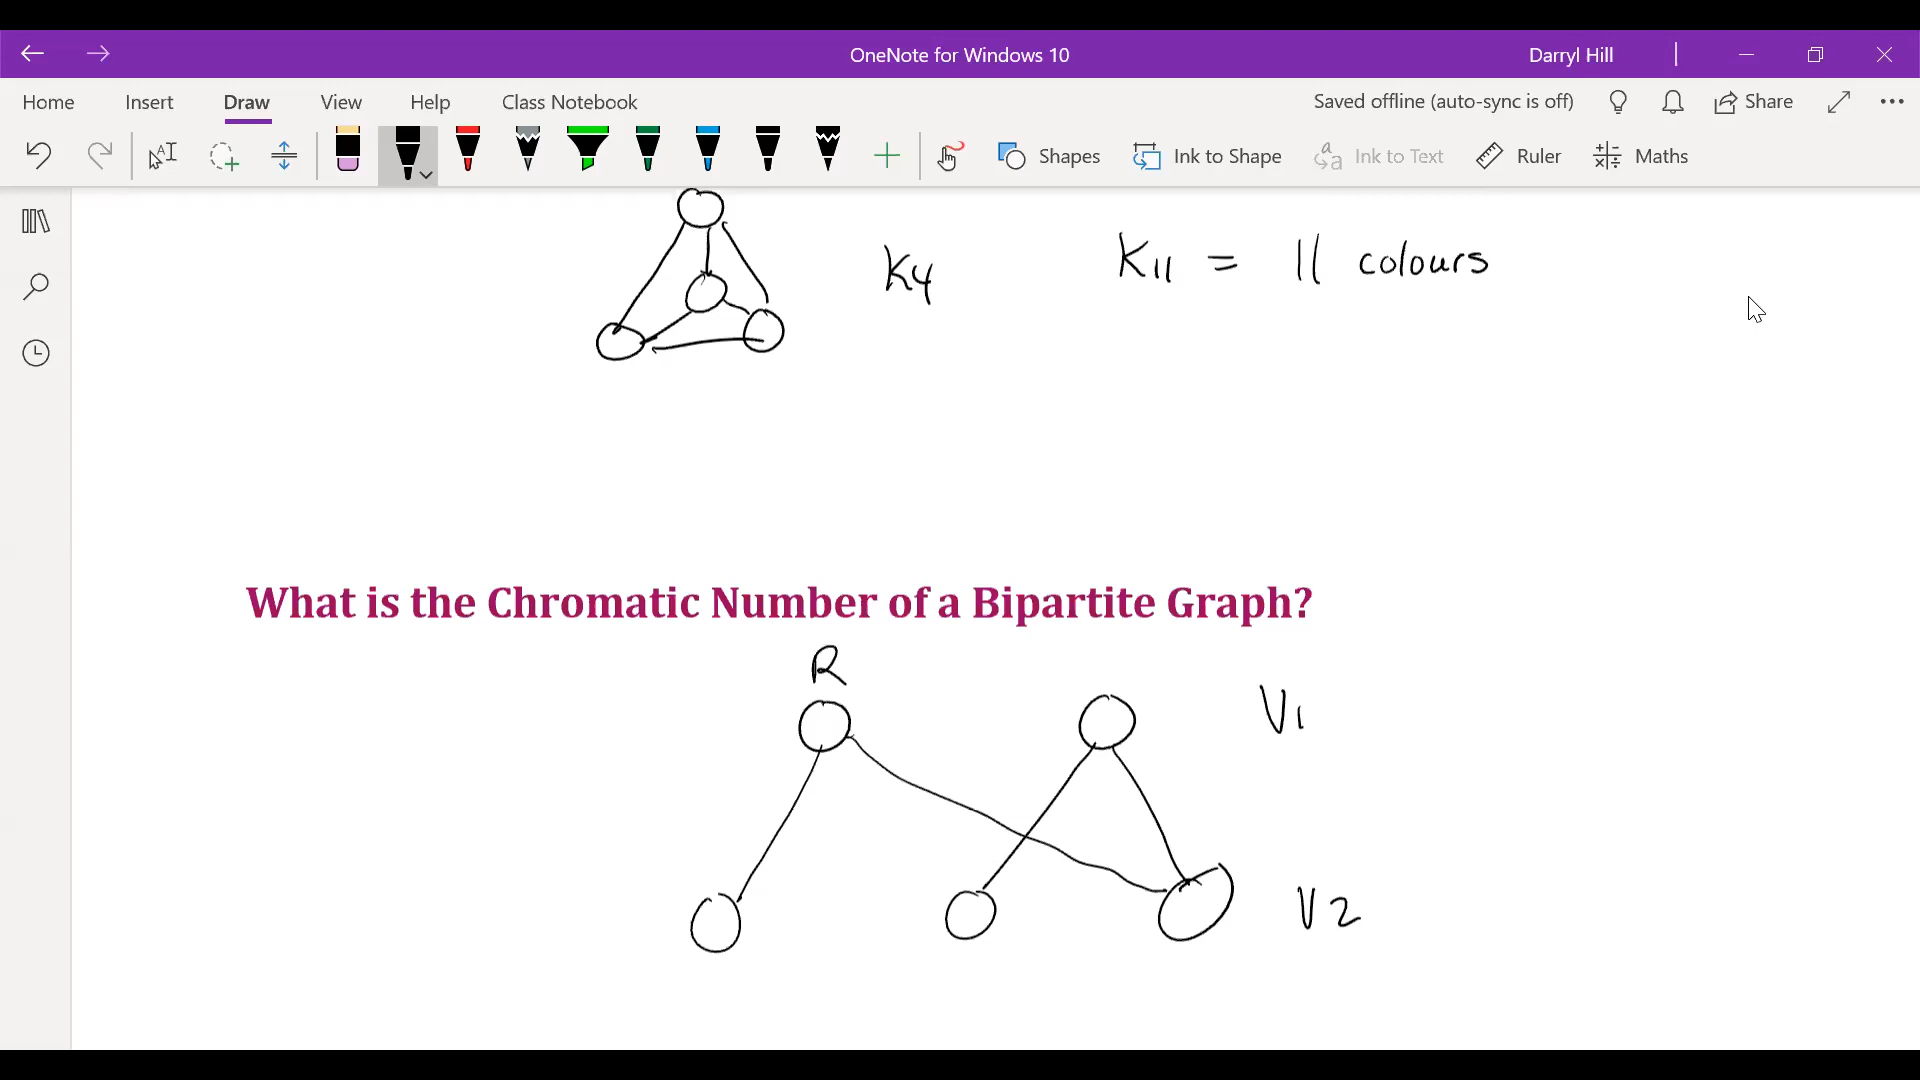 OneNote for Windows 10
Darryl Hill
Home Insert Draw View Help Class Notebook
Saved offline (auto-sync is off) Share
Shapes Ink to Shape Ink to Text Ruler Maths
K4
K11 = 11 colours
What is the Chromatic Number of a Bipartite Graph?
R
V1
V2